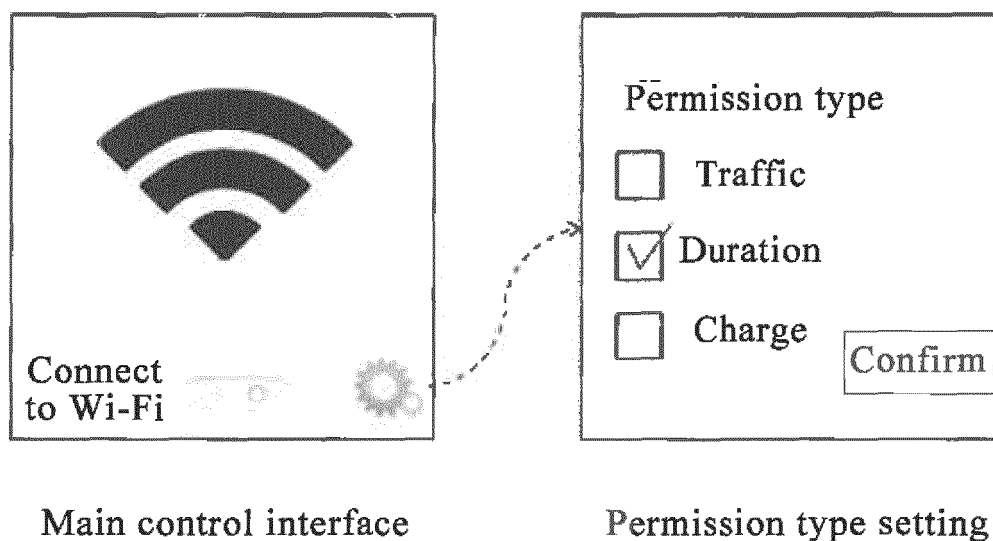 Connect
to Wi-Fi
Main control interface
Permission type
Traffic
Duration
Charge
Confirm
Permission type setting